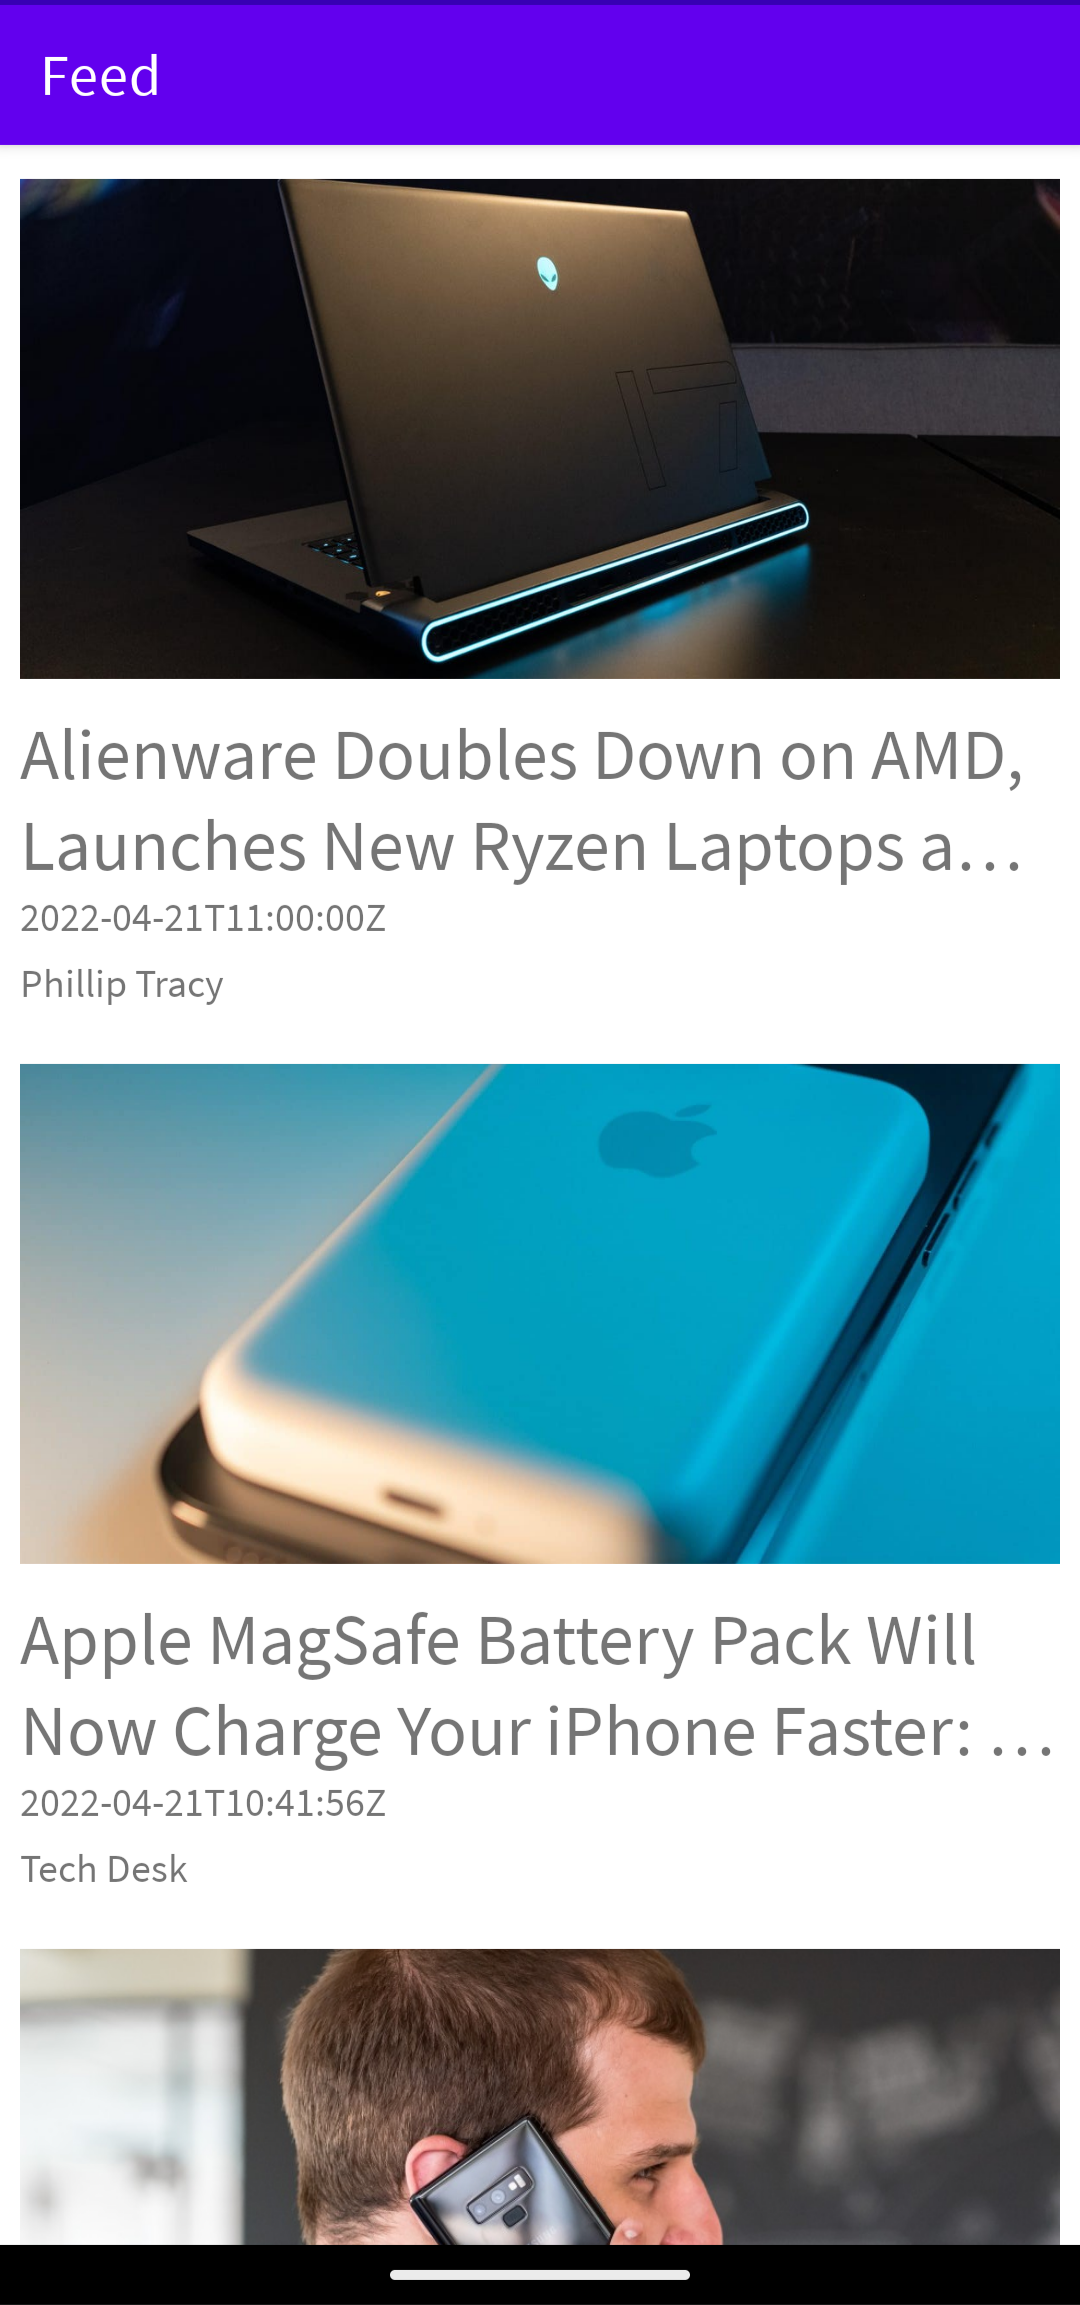 Feed
Alienware Doubles Down on AMD,
Launches New Ryzen Laptops a…
2022-04-21T11:00:00Z
Phillip Tracy
Apple MagSafe Battery Pack Will
Now Charge Your iPhone Faster: …
2022-04-21T10:41:56Z
Tech Desk